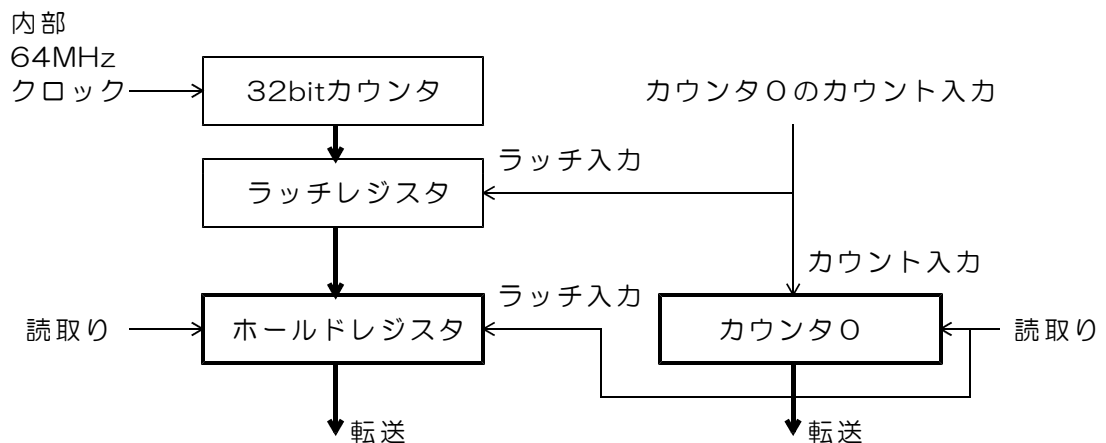 内部
64MHz
クロック
32bitカウンタ
カウンタ0のカウント入力
ラッチ入力
ラッチレジスタ
カウント入力
ラッチ入力
読取り
ホールドレジスタ
カウンタ0
読取り
転送
転送